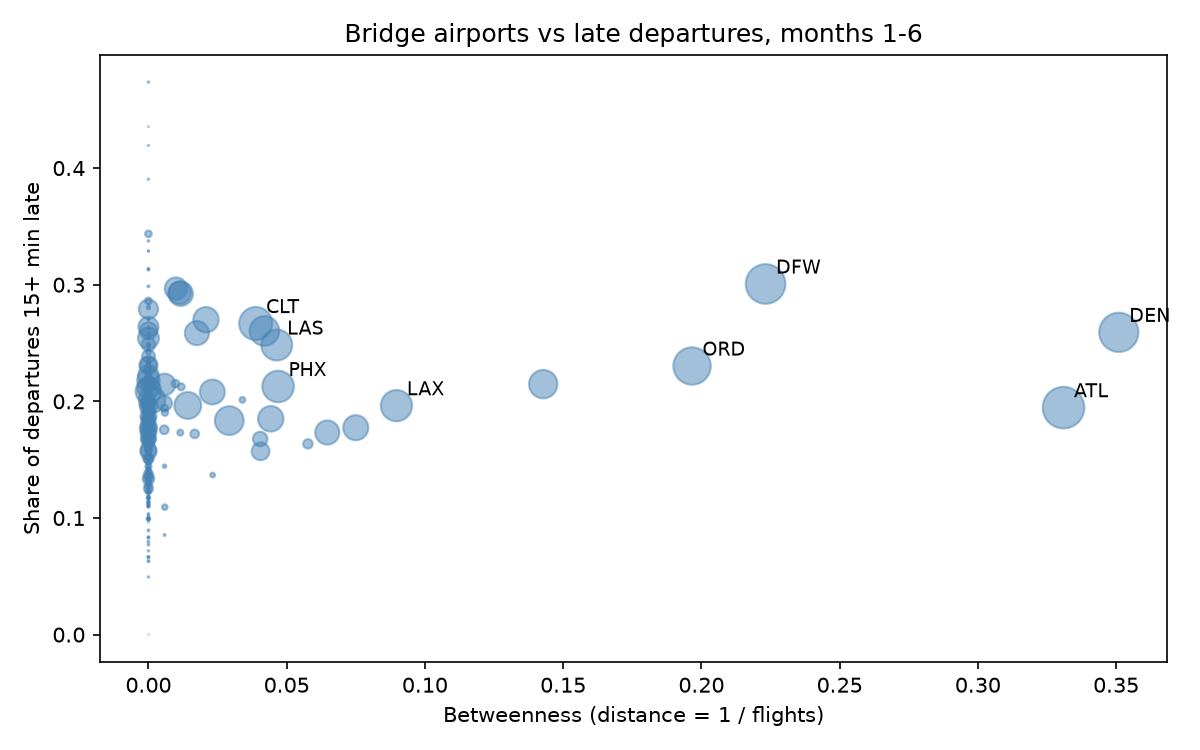 Bridge airports vs late departures, months 1-6
Share of departures 15+ min late
0.4
0.3
0.2
0.1
0.0
DFW
DEN
CLT
LAS
ORD
PHX
LAX
ATL
0.00 0.05 0.10 0.15 0.20 0.25 0.30 0.35
Betweenness (distance = 1 / flights)